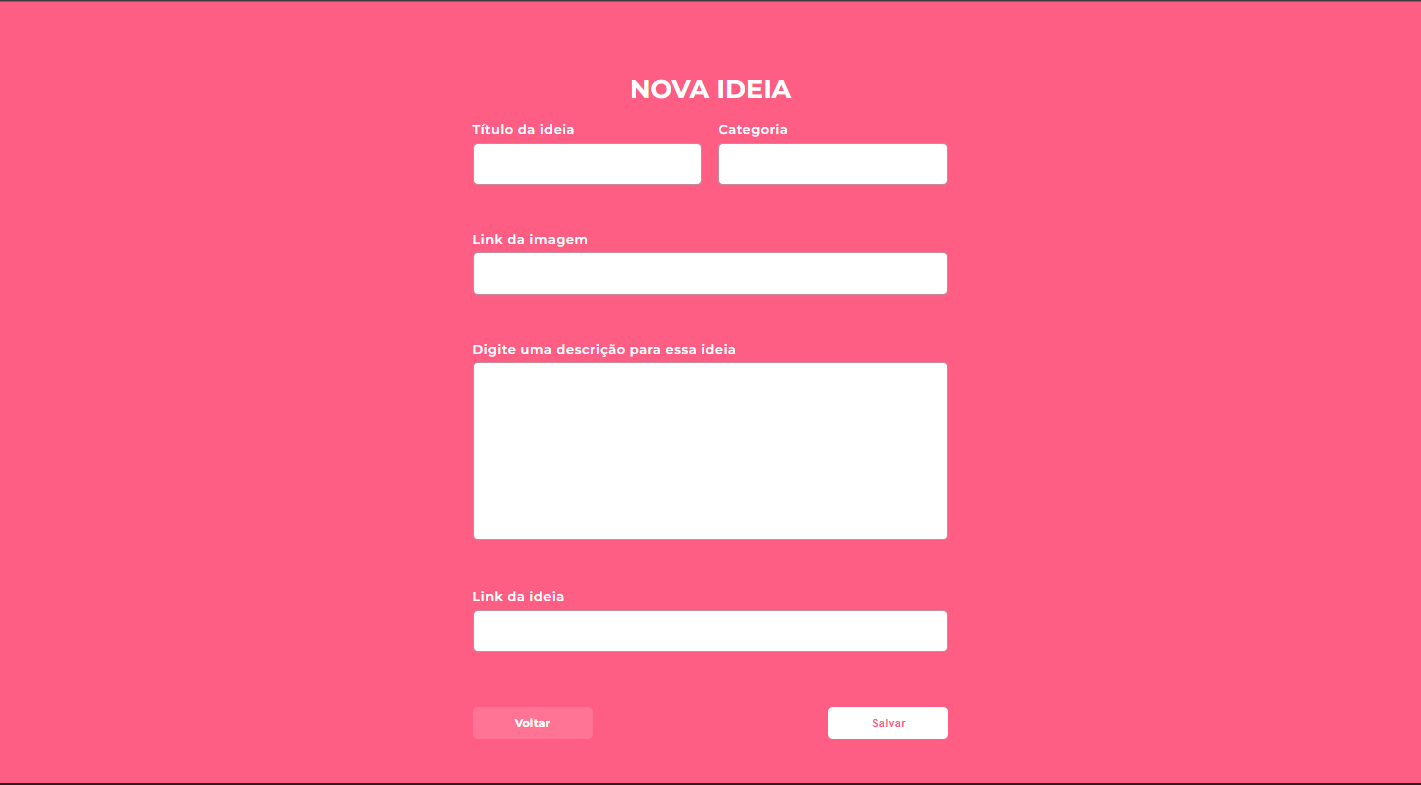 NOVA IDEIA
Título da ideia
Categoria
Link da imagem
Digite uma descrição para essa ideia
Link da ideia
Voltar
Salvar